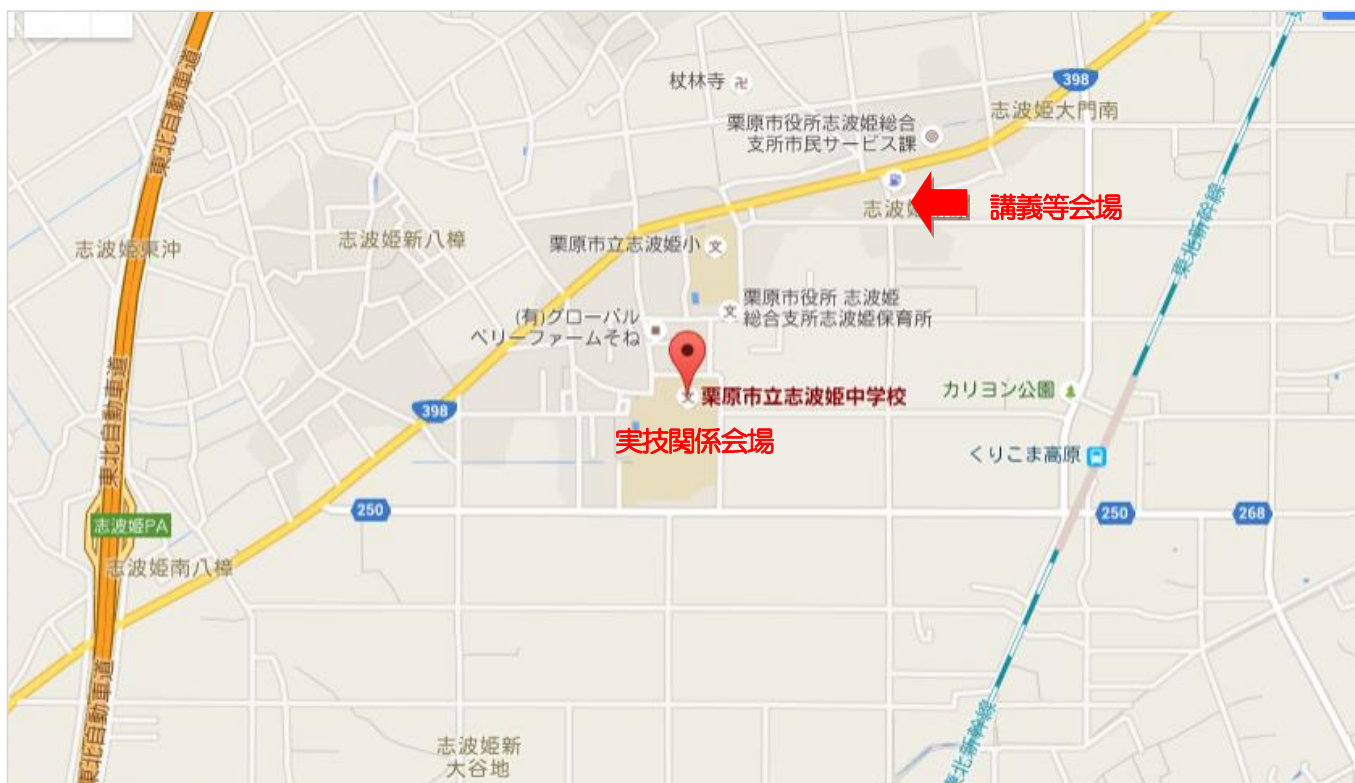 東北自動車道
杖林寺
398
志波姫大門南
栗原市役所志波姫総合
支所市民サービス課
講義等会場
志波姫
東北新幹線
志波姫東沖
志波姫新八樟
栗原市立志波姫小
栗原市役所 志波姫
総合支所志波姫保育所
(有)グローバル
ベリーファームそね
栗原市立志波姫中学校
カリヨン公園
398
実技関係会場
くりこま高原
東北自動車道
250
250
268
志波姫PA
志波姫南八樟
東北自動車道
志波姫新
大谷地
東北新幹線